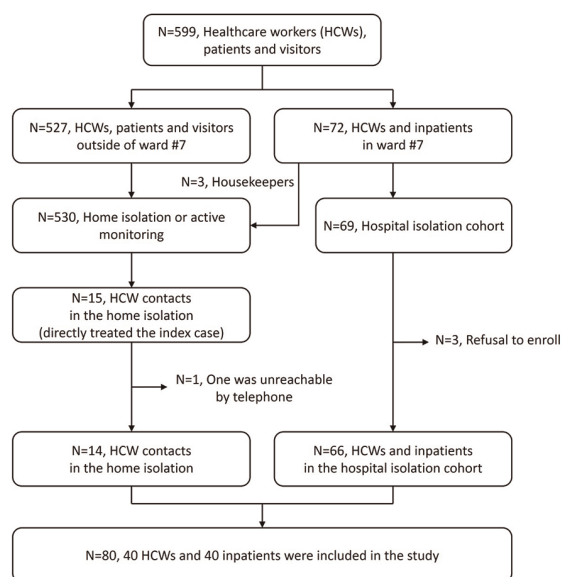 N=599, Healthcare workers (HCWs),
patients and visitors
N=527, HCWs, patients and visitors
outside of ward #7
N=72, HCWs and inpatients
in ward #7
N=3, Housekeepers
N=530, Home isolation or active
monitoring
N=69, Hospital isolation cohort
N=15, HCW contacts
in the home isolation
(directly treated the index case)
N=3, Refusal to enroll
N=1, One was unreachable
by telephone
N=14, HCW contacts
in the home isolation
N=66, HCWs and inpatients
in the hospital isolation cohort
N=80, 40 HCWs and 40 inpatients were included in the study